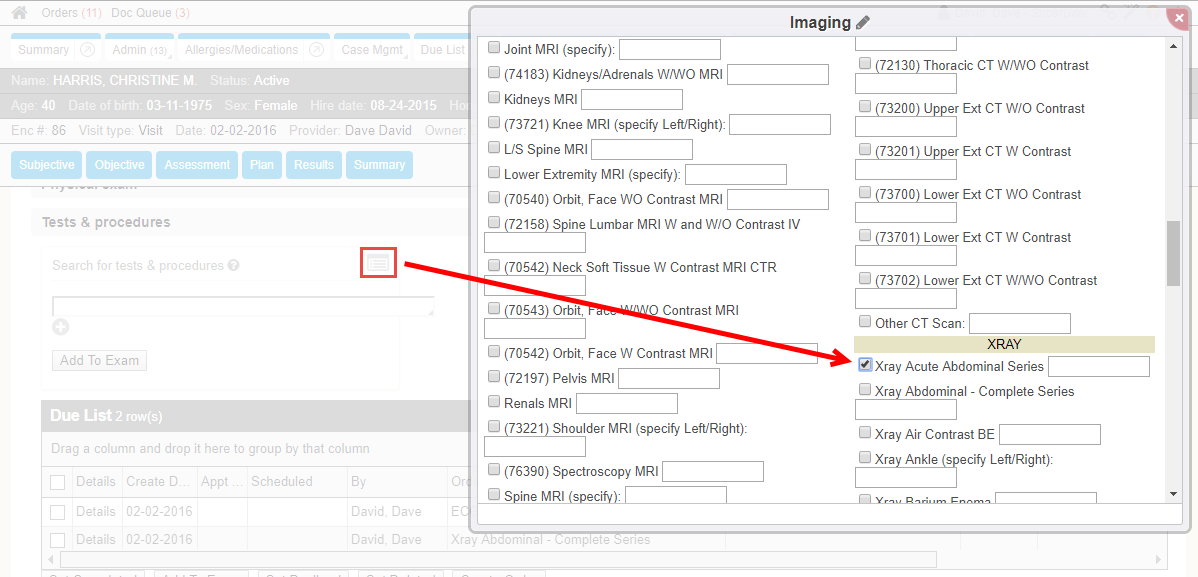 Orders (11) Doc Queue (3)
Summary
Admin (13)
Allergies/Medications
Case Mgmt
Due List
Name: HARRIS, CHRISTINE M. Status: Active
Age: 40 Date of birth: 03-11-1975 Sex: Female Hire date: 08-24-2015
Enc #: 86 Visit type: Visit Date: 02-02-2016 Provider: Dave David Owner:
Subjective
Objective
Assessment
Plan
Results
Summary
Physical exam
Tests & procedures
Search for tests & procedures
Add To Exam
Due List 2 row(s)
Drag a column and drop it here to group by that column
Details Create D... Appt ... Scheduled By
Details 02-02-2016 David, Dave
Details 02-02-2016 David, Dave Xray Abdominal - Complete Series
Imaging
Joint MRI (specify):
(74183) Kidneys/Adrenals W/WO MRI
Kidneys MRI
(73721) Knee MRI (specify Left/Right):
L/S Spine MRI
Lower Extremity MRI (specify):
(70540) Orbit, Face WO Contrast MRI
(72158) Spine Lumbar MRI W and W/O Contrast IV
(70542) Neck Soft Tissue W Contrast MRI CTR
(70543) Orbit, Face W/WO Contrast MRI
(70542) Orbit, Face W Contrast MRI
(72197) Pelvis MRI
Renals MRI
(73221) Shoulder MRI (specify Left/Right):
(76390) Spectroscopy MRI
Spine MRI (specify):
(72130) Thoracic CT W/WO Contrast
(73200) Upper Ext CT W/O Contrast
(73201) Upper Ext CT W Contrast
(73700) Lower Ext CT WO Contrast
(73701) Lower Ext CT W Contrast
(73702) Lower Ext CT W/WO Contrast
Other CT Scan:
XRAY
Xray Acute Abdominal Series
Xray Abdominal - Complete Series
Xray Air Contrast BE
Xray Ankle (specify Left/Right):
Xray Barium Enema